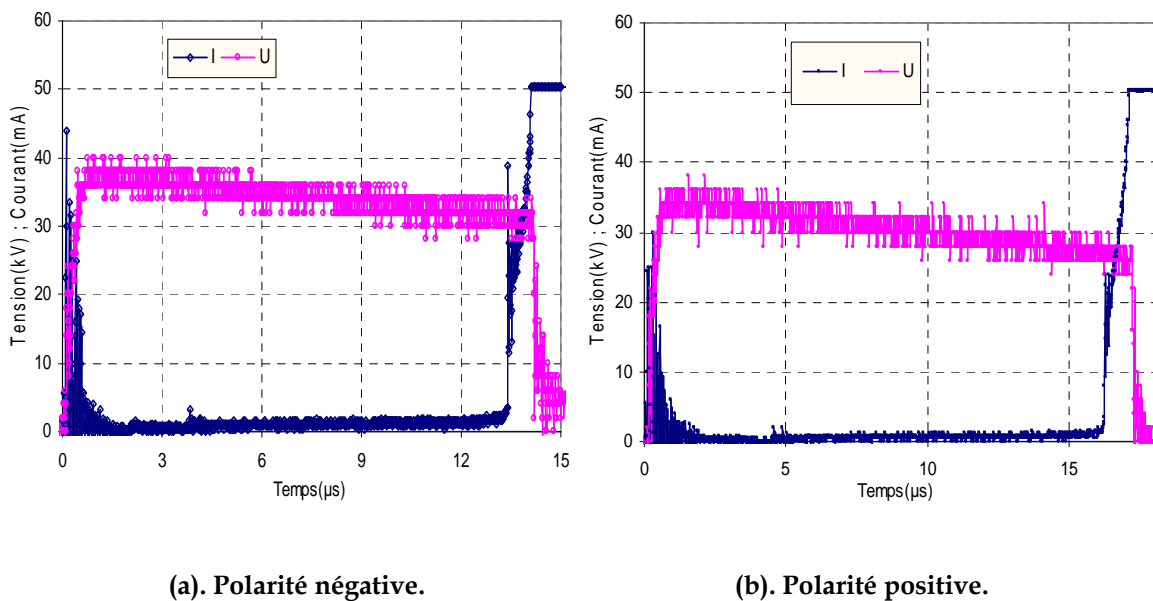 60
50
40
30
20
10
0
Tension(kV) ; Courant(mA)
I U
0 3 6 9 12 15
Temps(µs)
60
50
40
30
20
10
0
Tension(kV) ; Courant(mA)
I U
0 5 10 15
Temps(µs)
(a). Polarité négative.
(b). Polarité positive.